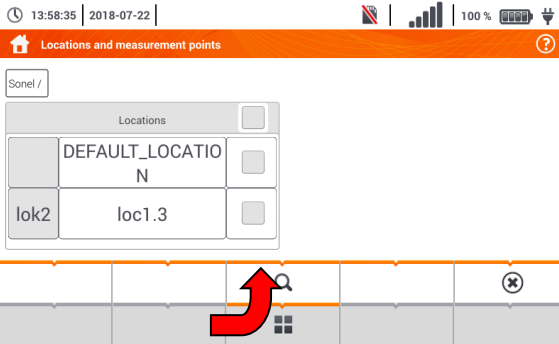 13:58:35 2018-07-22 100 %
Locations and measurement points
Sonel /
Locations
DEFAULT_LOCATIO
N
lok2 loc1.3